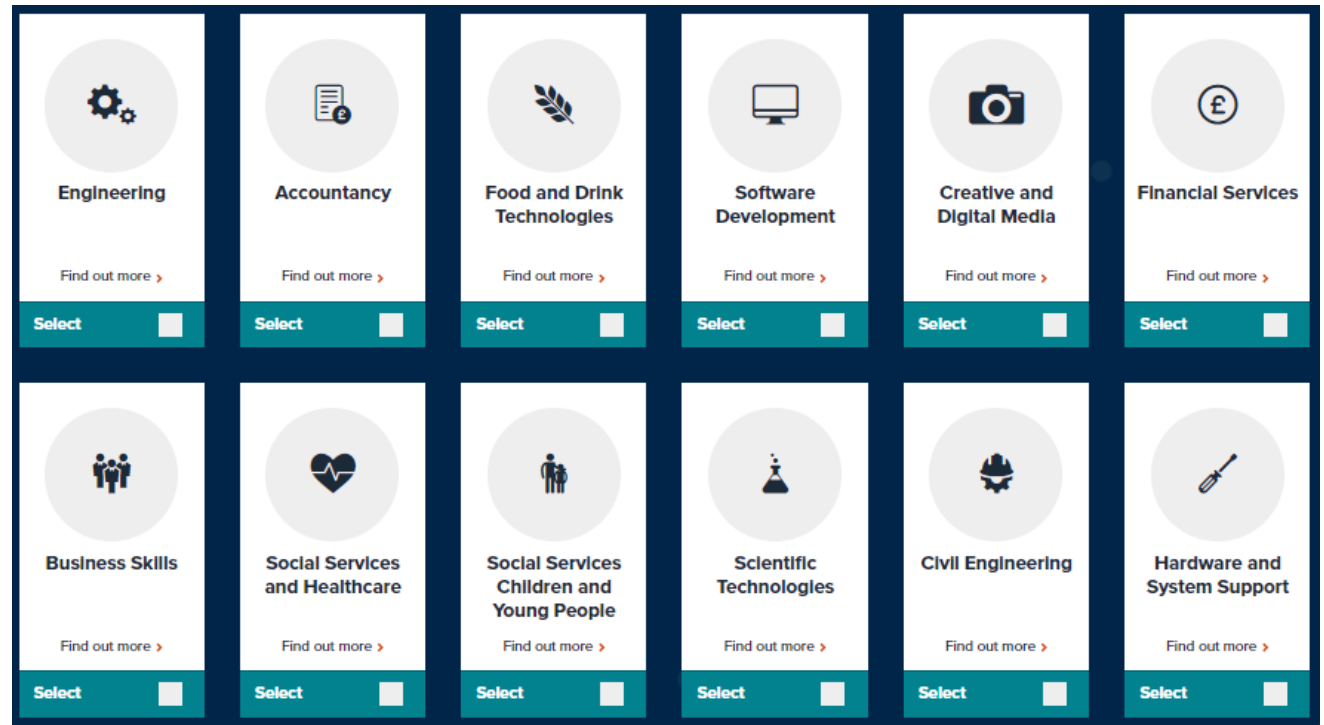 Engineering
Accountancy
Food and Drink
Technologies
Software
Development
Creative and
Digital Media
Financial Services
Find out more >
Find out more >
Find out more >
Find out more >
Find out more >
Find out more >
Select
Select
Select
Select
Select
Select
Business Skills
Social Services
and Healthcare
Social Services
Children and
Young People
Scientific
Technologies
Civil Engineering
Hardware and
System Support
Find out more >
Find out more >
Find out more >
Find out more >
Find out more >
Find out more >
Select
Select
Select
Select
Select
Select